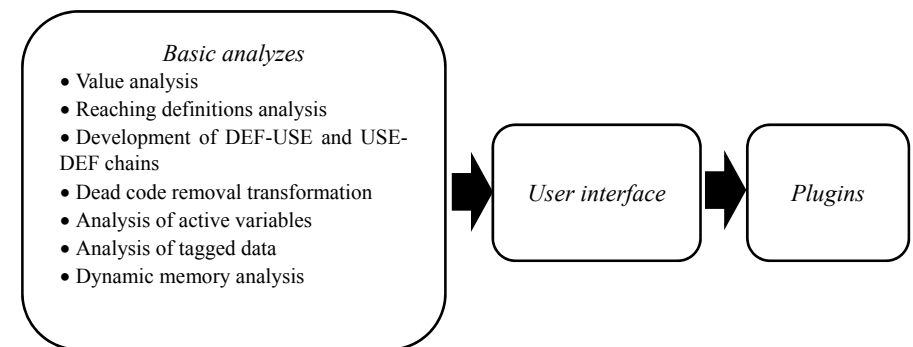 Basic analyzes
• Value analysis
• Reaching definitions analysis
• Development of DEF-USE and USE-
DEF chains
• Dead code removal transformation
• Analysis of active variables
• Analysis of tagged data
• Dynamic memory analysis
User interface
Plugins